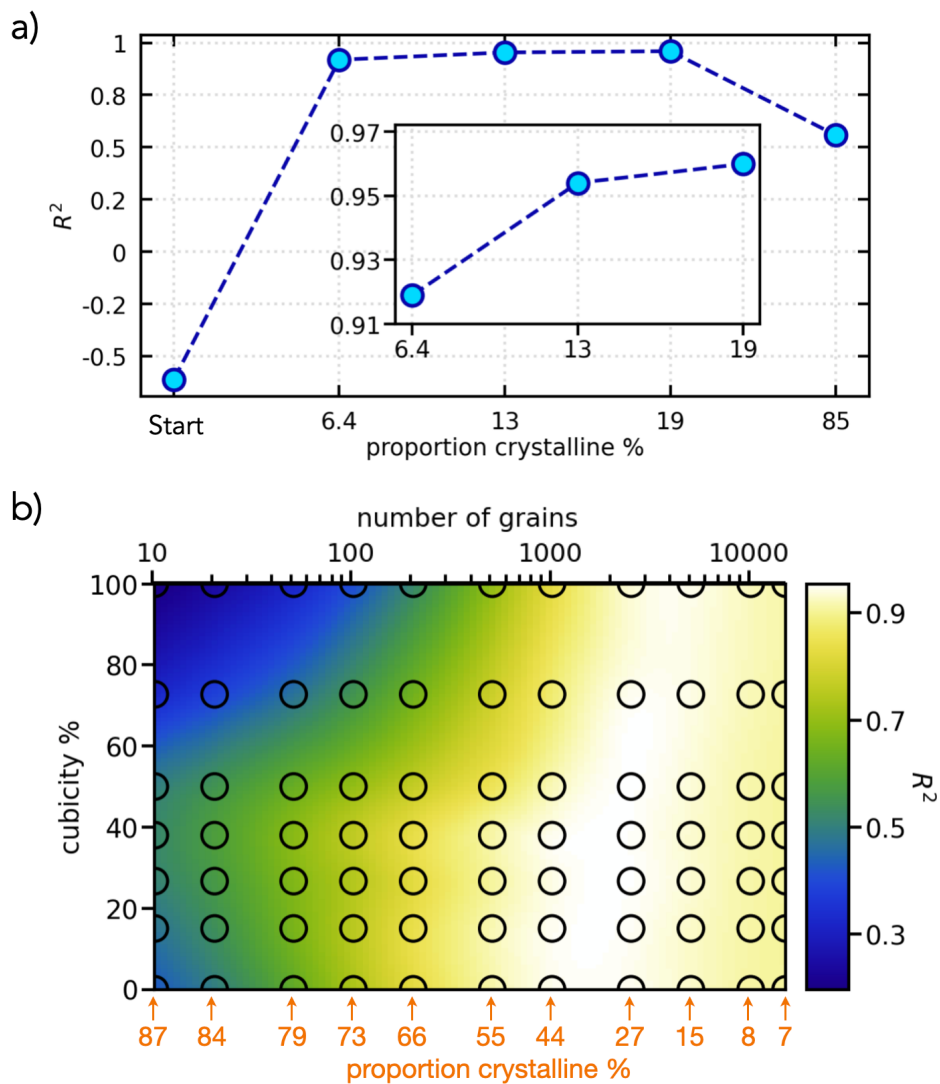 a)
1
0.8
0.5
0.2
0
-0.2
-0.5
R²
0.97
0.95
0.93
0.91
6.4 13 19
Start 6.4 13 19 85
proportion crystalline %
b)
number of grains
10 100 1000 10000
100
80
60
40
20
0
cubicity %
0.9
0.7
0.5
0.3
R²
87 84 79 73 66 55 44 27 15 8 7
proportion crystalline %